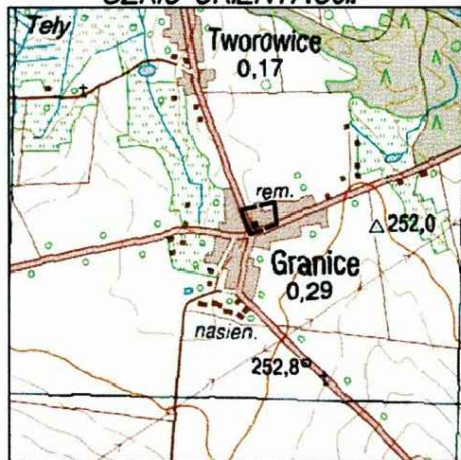 Tely
Tworowice
0,17
rem.
252,0
Granice
0,29
nasien.
252,8